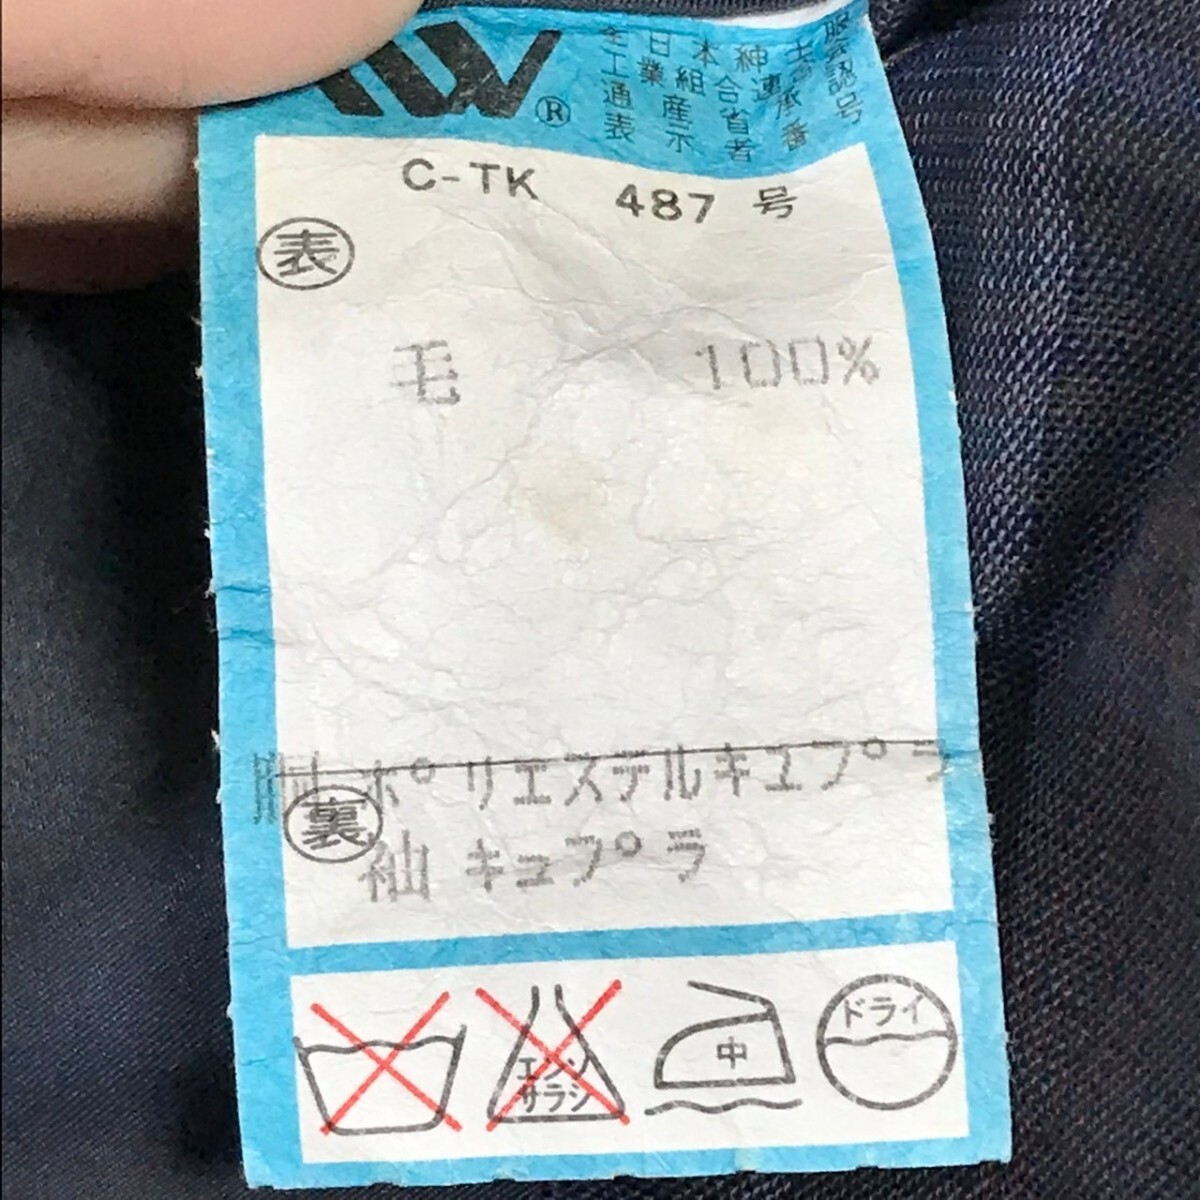 ®
全日本紳士服
工業組合連合会
通産省承認
表示者番号
C-TK 487 号
表
毛 100%
胴 ポリエステルキュプラ
裏
袖 キュプラ
エンソ
サラシ
中
ドライ